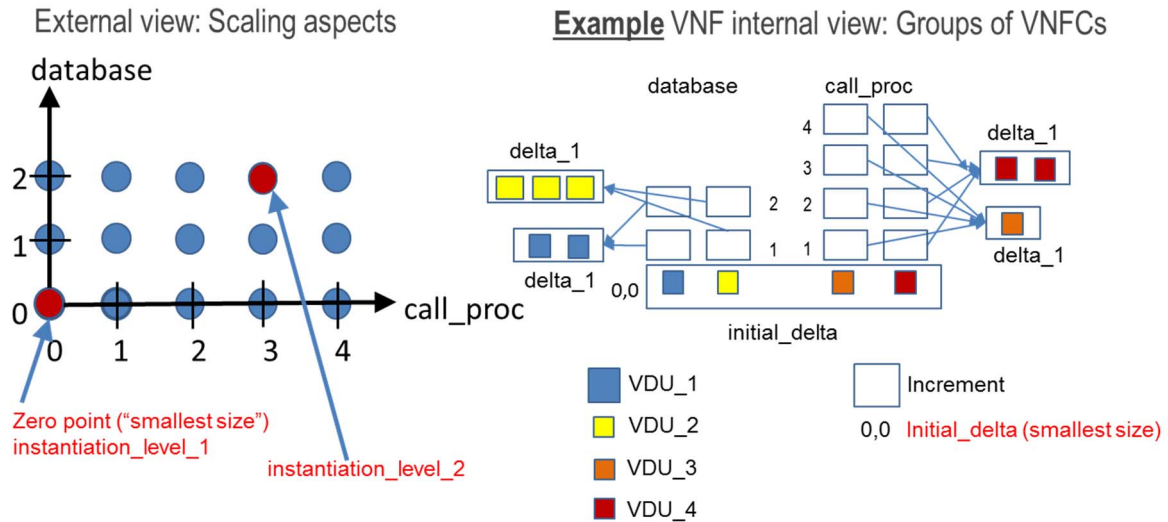 External view: Scaling aspects
database
2
1
0
0 1 2 3 4
call_proc
Zero point (“smallest size”)
instantiation_level_1
instantiation_level_2
Example VNF internal view: Groups of VNFCs
database
call_proc
4
3
2 2
1 1
delta_1
delta_1
delta_1
delta_1
0,0
initial_delta
VDU_1
VDU_2
VDU_3
VDU_4
Increment
0,0 Initial_delta (smallest size)